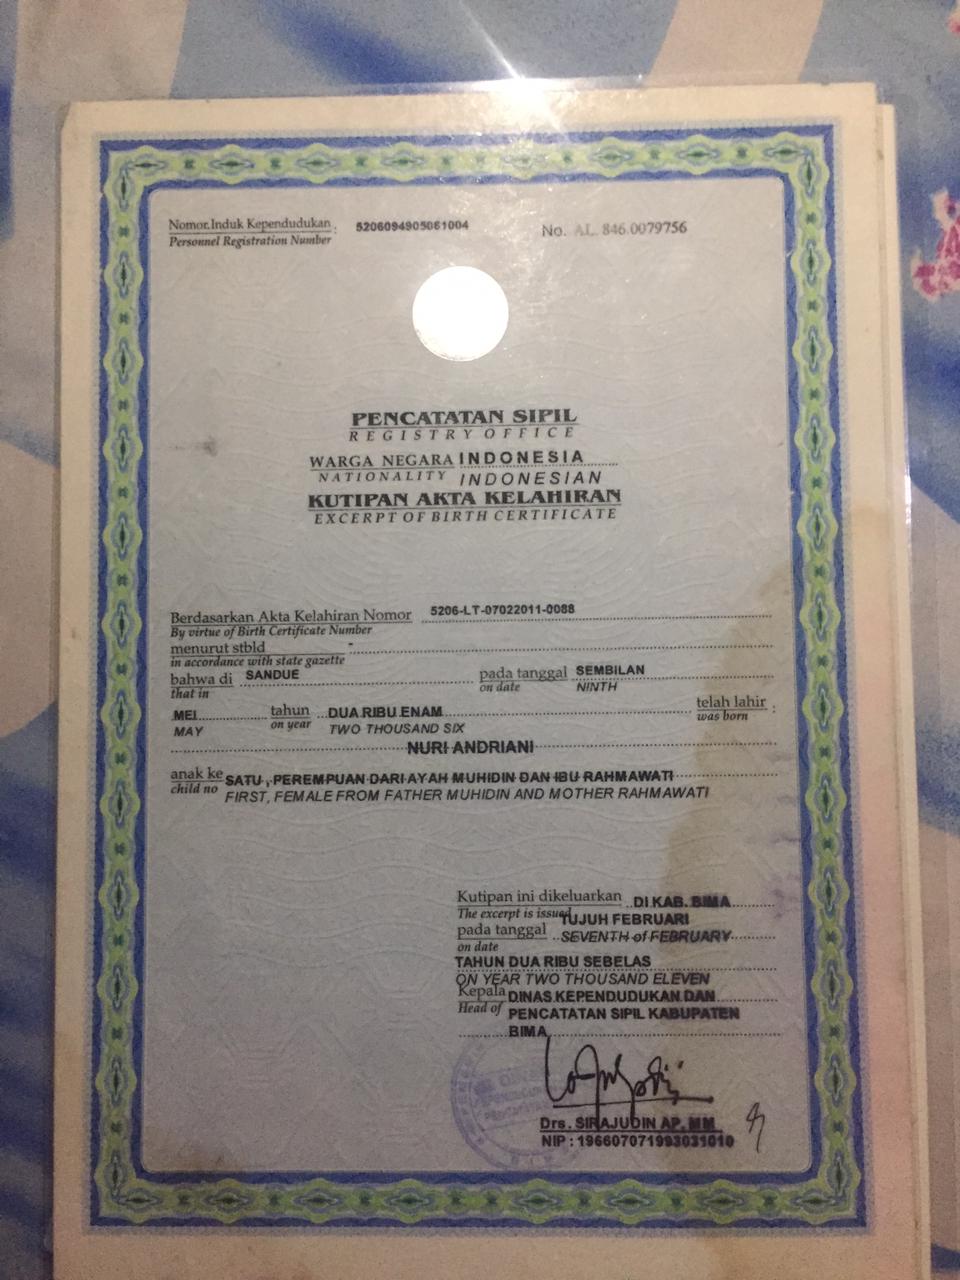 Nomor.Induk Kependudukan : 5206094905061004 No. AL. 846.0079756
Personnel Registration Number
PENCATATAN SIPIL
REGISTRY OFFICE
WARGA NEGARA INDONESIA
NATIONALITY INDONESIAN
KUTIPAN AKTA KELAHIRAN
EXCERPT OF BIRTH CERTIFICATE
Berdasarkan Akta Kelahiran Nomor 5206-LT-07022011-0088
By virtue of Birth Certificate Number
menurut stbld -
in accordance with state gazette
bahwa di SANDUE pada tanggal SEMBILAN
that in on date NINTH
MEI tahun DUA RIBU ENAM telah lahir :
MAY on year TWO THOUSAND SIX was born
NURI ANDRIANI
anak ke SATU , PEREMPUAN DARI AYAH MUHIDIN DAN IBU RAHMAWATI
child no FIRST, FEMALE FROM FATHER MUHIDIN AND MOTHER RAHMAWATI
Kutipan ini dikeluarkan DI KAB. BIMA
The excerpt is issued TUJUH FEBRUARI
pada tanggal SEVENTH of FEBRUARY
on date
TAHUN DUA RIBU SEBELAS
ON YEAR TWO THOUSAND ELEVEN
Kepala DINAS KEPENDUDUKAN DAN
Head of PENCATATAN SIPIL KABUPATEN
BIMA
Drs. SIRAJUDIN AP, MM
NIP : 196607071993031010